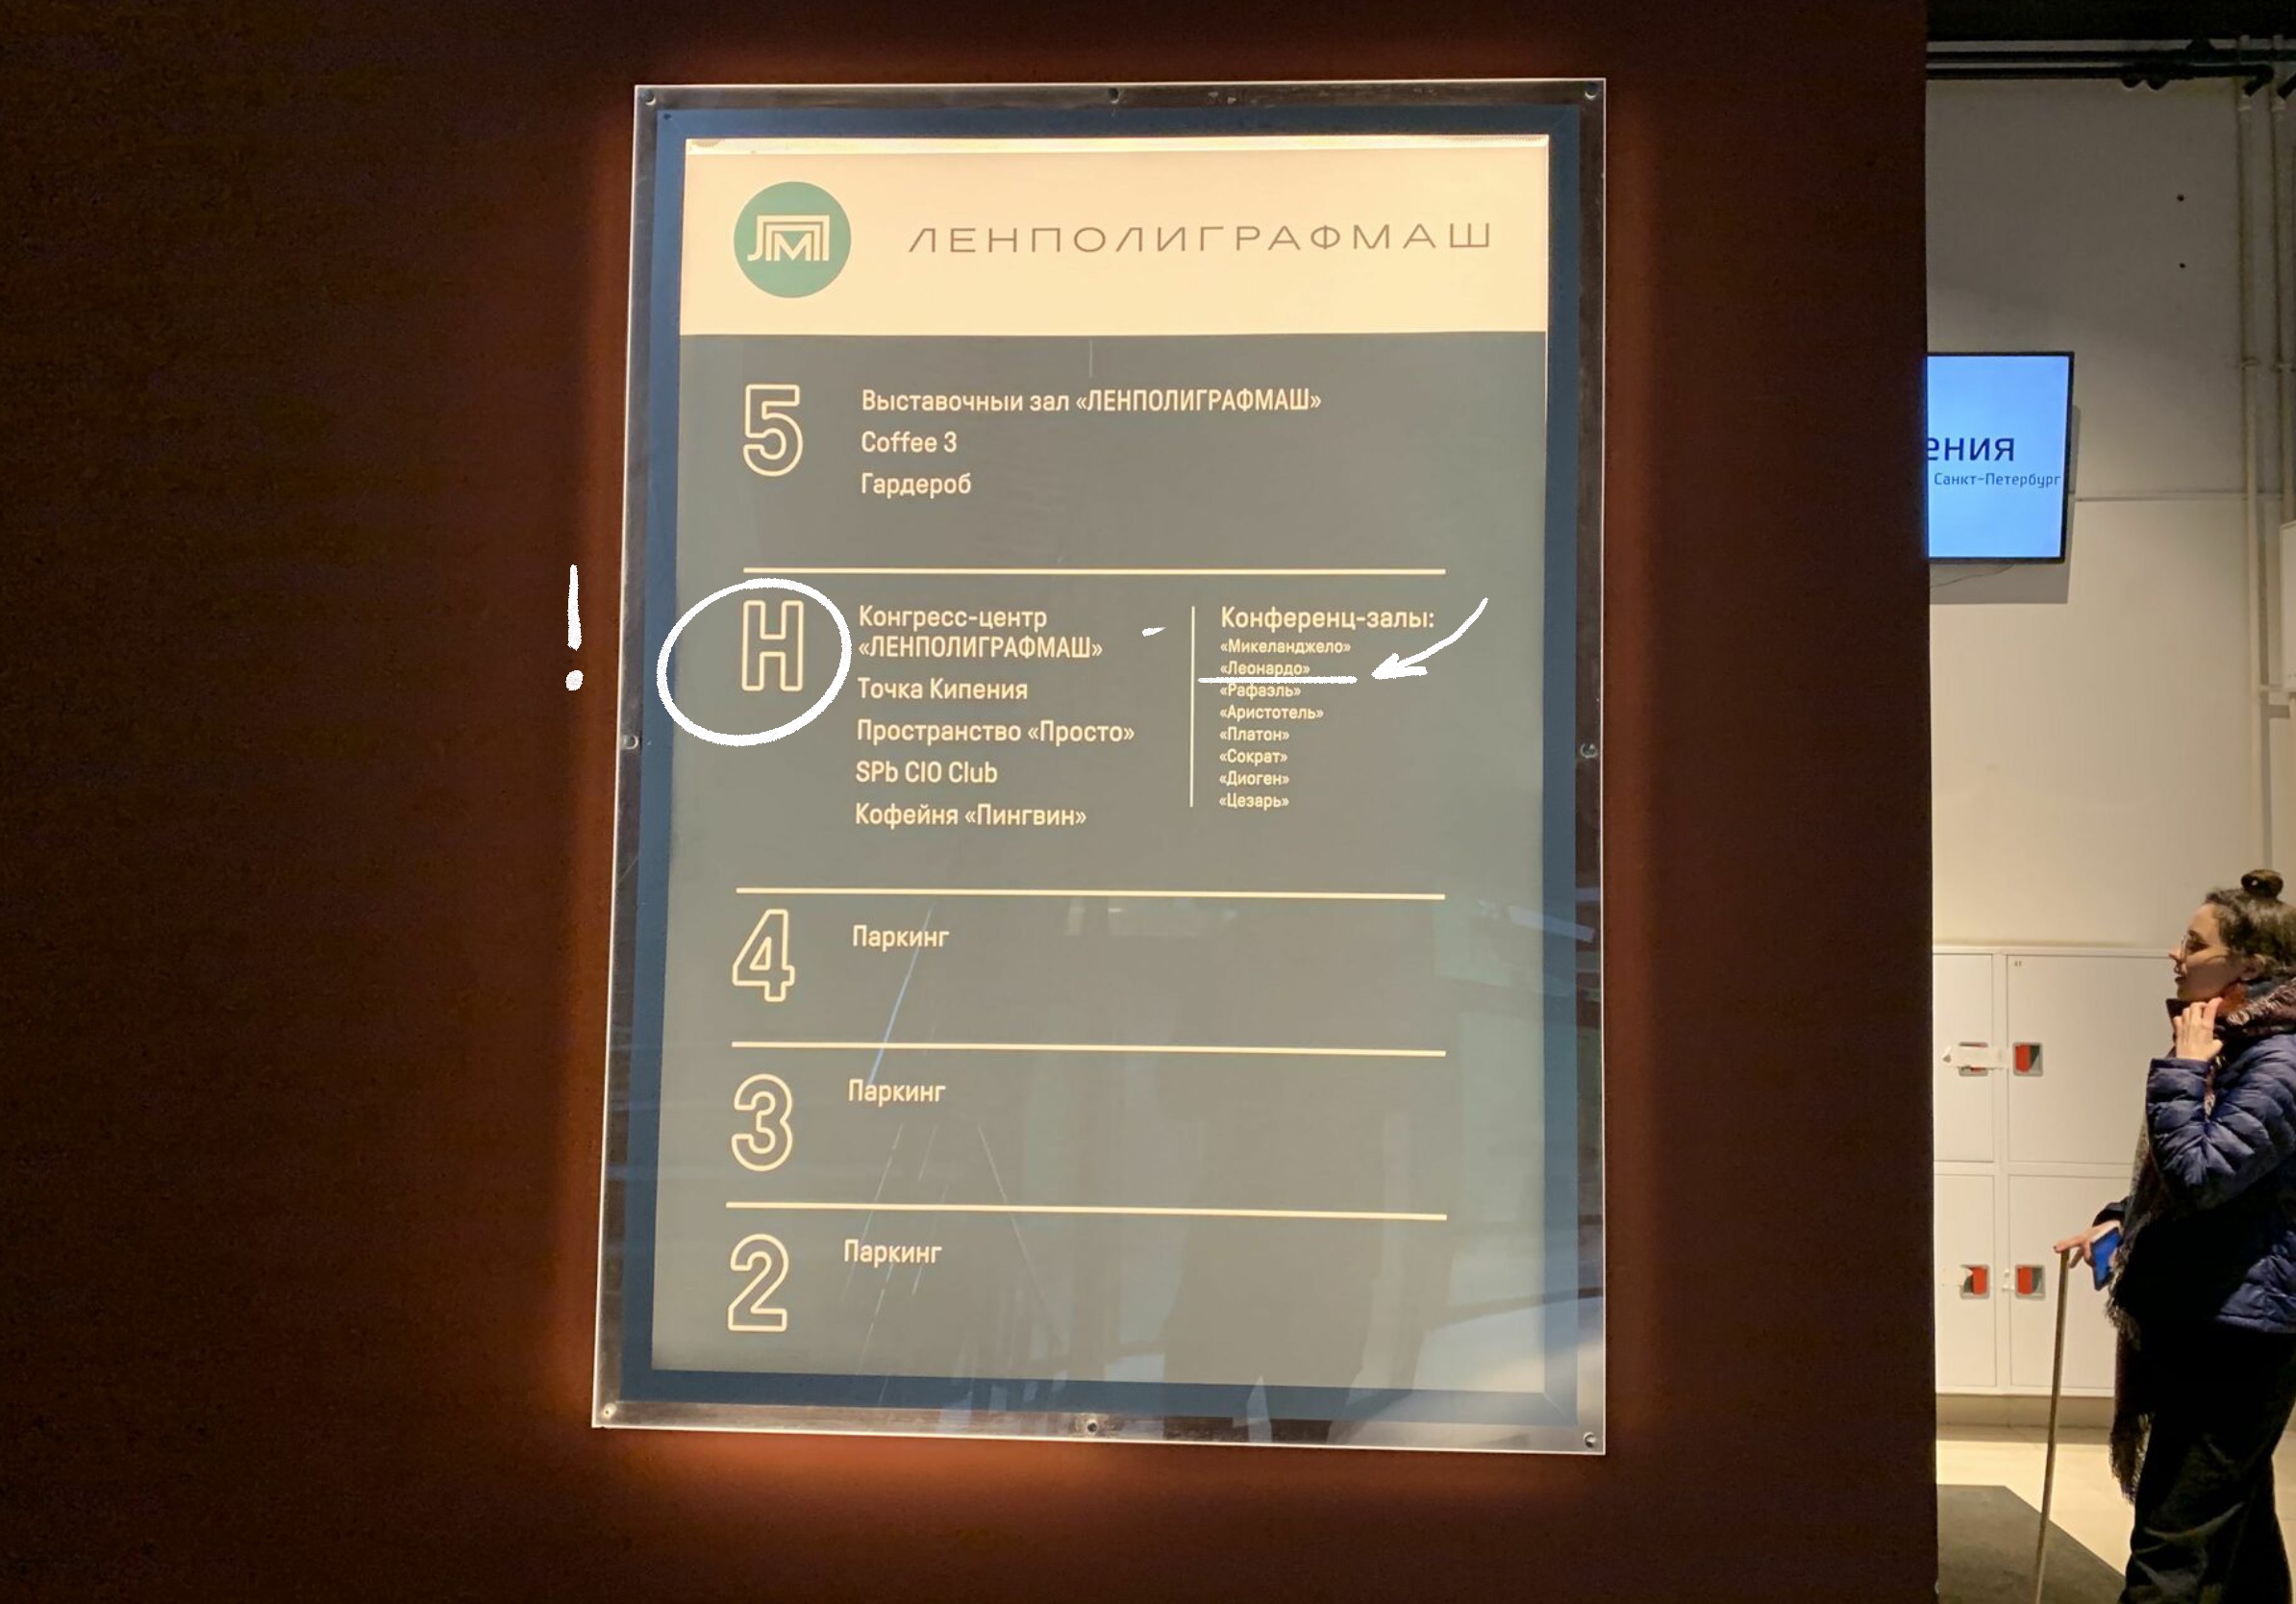 ЛПМ
ЛЕНПОЛИГРАФМАШ
5
Выставочный зал «ЛЕНПОЛИГРАФМАШ»
Coffee 3
Гардероб
!
H
Конгресс-центр
«ЛЕНПОЛИГРАФМАШ»
Точка Кипения
Пространство «Просто»
SPb CIO Club
Кофейня «Пингвин»
Конференц-залы:
«Микеланджело»
«Леонардо»
«Рафаэль»
«Аристотель»
«Платон»
«Сократ»
«Диоген»
«Цезарь»
4
Паркинг
3
Паркинг
2
Паркинг
ения
Санкт-Петербург